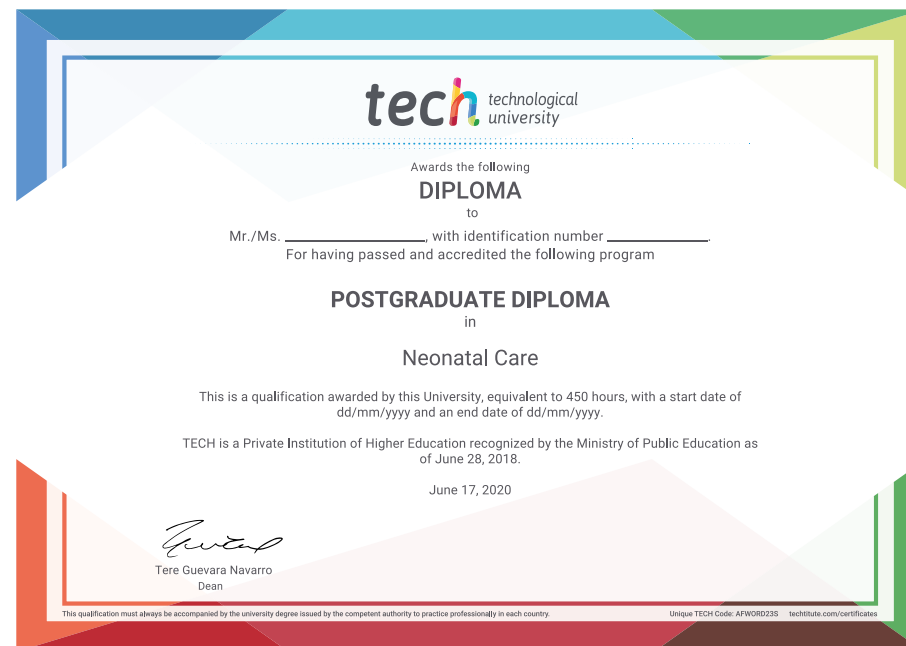 tech technological
university
Awards the following
DIPLOMA
to
Mr./Ms. ____________________, with identification number ______________.
For having passed and accredited the following program
POSTGRADUATE DIPLOMA
in
Neonatal Care
This is a qualification awarded by this University, equivalent to 450 hours, with a start date of
dd/mm/yyyy and an end date of dd/mm/yyyy.
TECH is a Private Institution of Higher Education recognized by the Ministry of Public Education as
of June 28, 2018.
June 17, 2020
Tere Guevara Navarro
Dean
This qualification must always be accompanied by the university degree issued by the competent authority to practice professionally in each country. Unique TECH Code: AFWORD23S techtitute.com/certificates